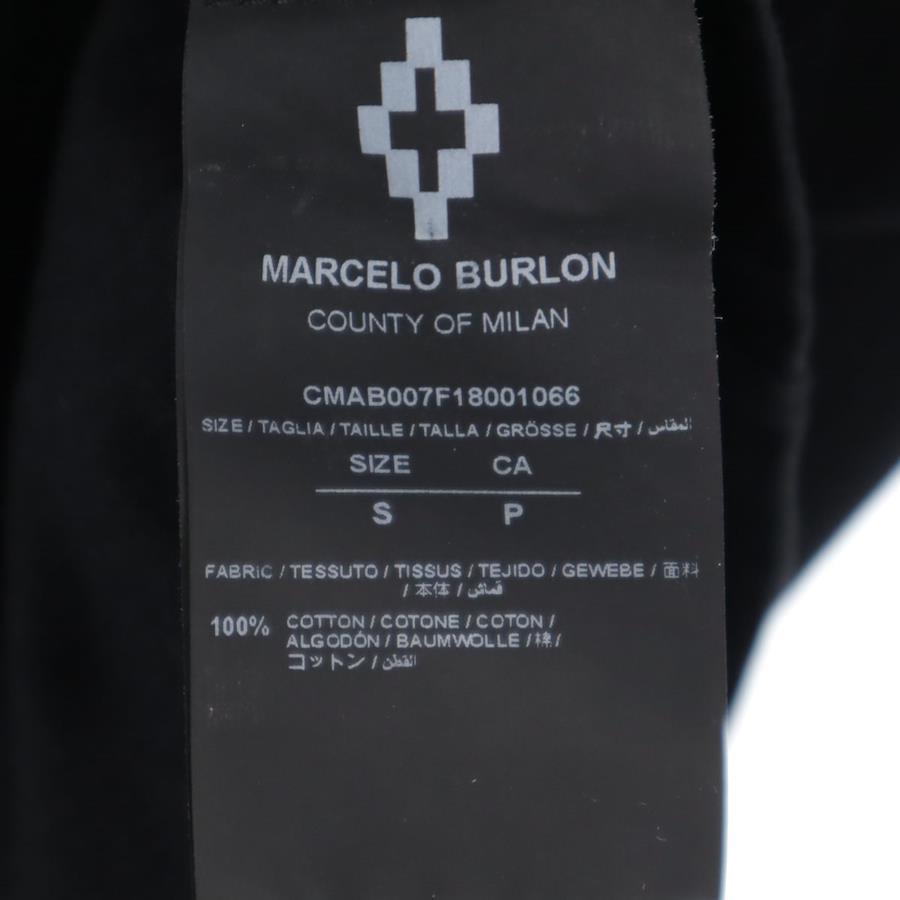 MARCELO BURLON
COUNTY OF MILAN
CMAB007F18001066
SIZE / TAGLIA / TAILLE / TALLA / GRÖSSE / 尺寸 / المقاس
SIZE CA
S P
FABRIC / TESSUTO / TISSUS / TEJIDO / GEWEBE / 面料
/ 本体 / قماش
100% COTTON / COTONE / COTON /
ALGODÓN / BAUMWOLLE / 棉 /
コットン / القطن